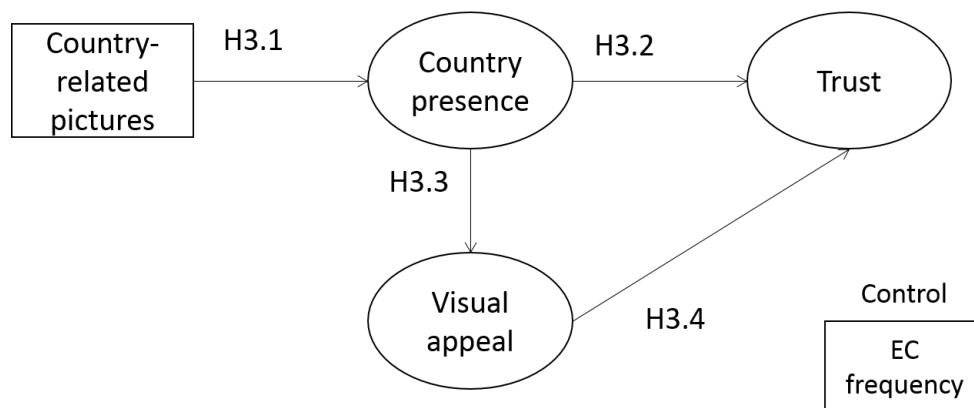 Country-
related
pictures
H3.1
Country
presence
H3.2
Trust
H3.3
Visual
appeal
H3.4
Control
EC
frequency